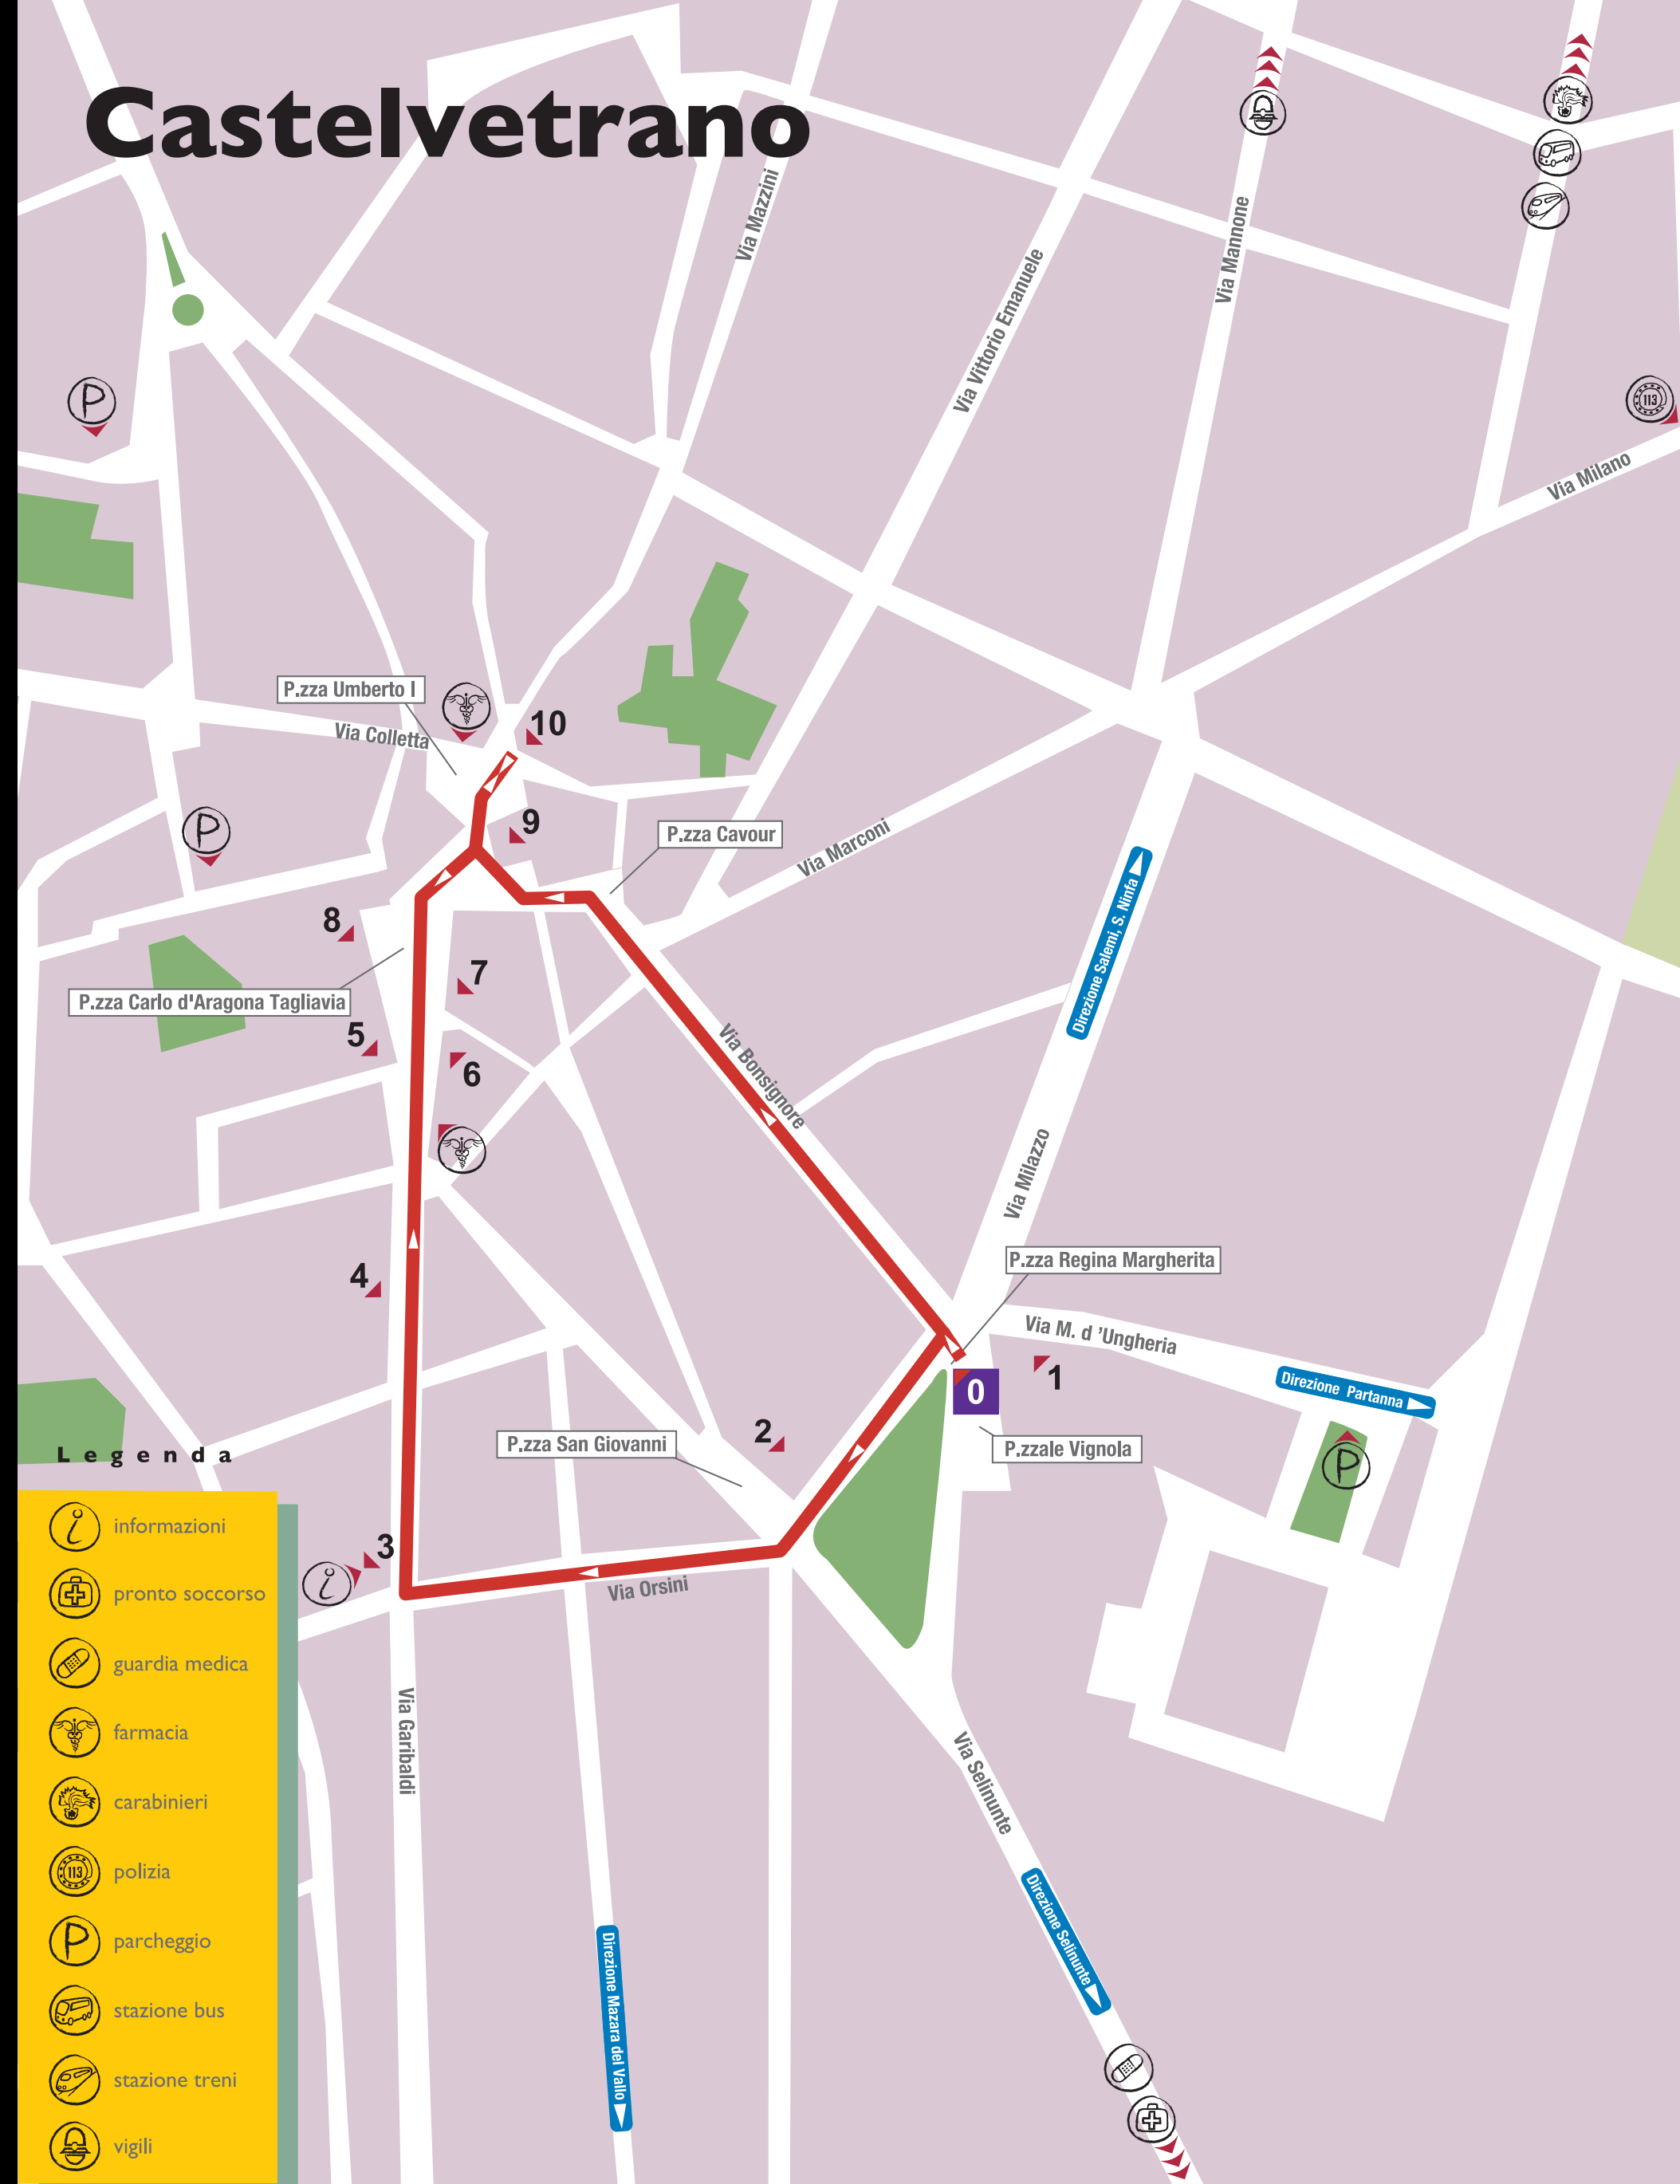 Castelvetrano
Via Mazzini
Via Vittorio Emanuele
Via Mannone
113
Via Milano
P
P.zza Umberto I
Via Colletta
10
9
P.zza Cavour
Via Marconi
P
8
7
P.zza Carlo d'Aragona Tagliavia
5
6
Direzione Salemi, S. Ninfa
Via Bonsignore
Via Milazzo
P.zza Regina Margherita
4
Via M. d 'Ungheria
1
0
Direzione Partanna
2
P.zza San Giovanni
P.zzale Vignola
P
3
i
Via Orsini
Via Garibaldi
Via Selinunte
Direzione Selinunte
Direzione Mazara del Vallo
Legenda
i informazioni
pronto soccorso
guardia medica
farmacia
carabinieri
113 polizia
P parcheggio
stazione bus
stazione treni
vigili